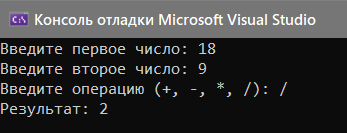 Консоль отладки Microsoft Visual Studio
Введите первое число: 18
Введите второе число: 9
Введите операцию (+, -, *, /): /
Результат: 2